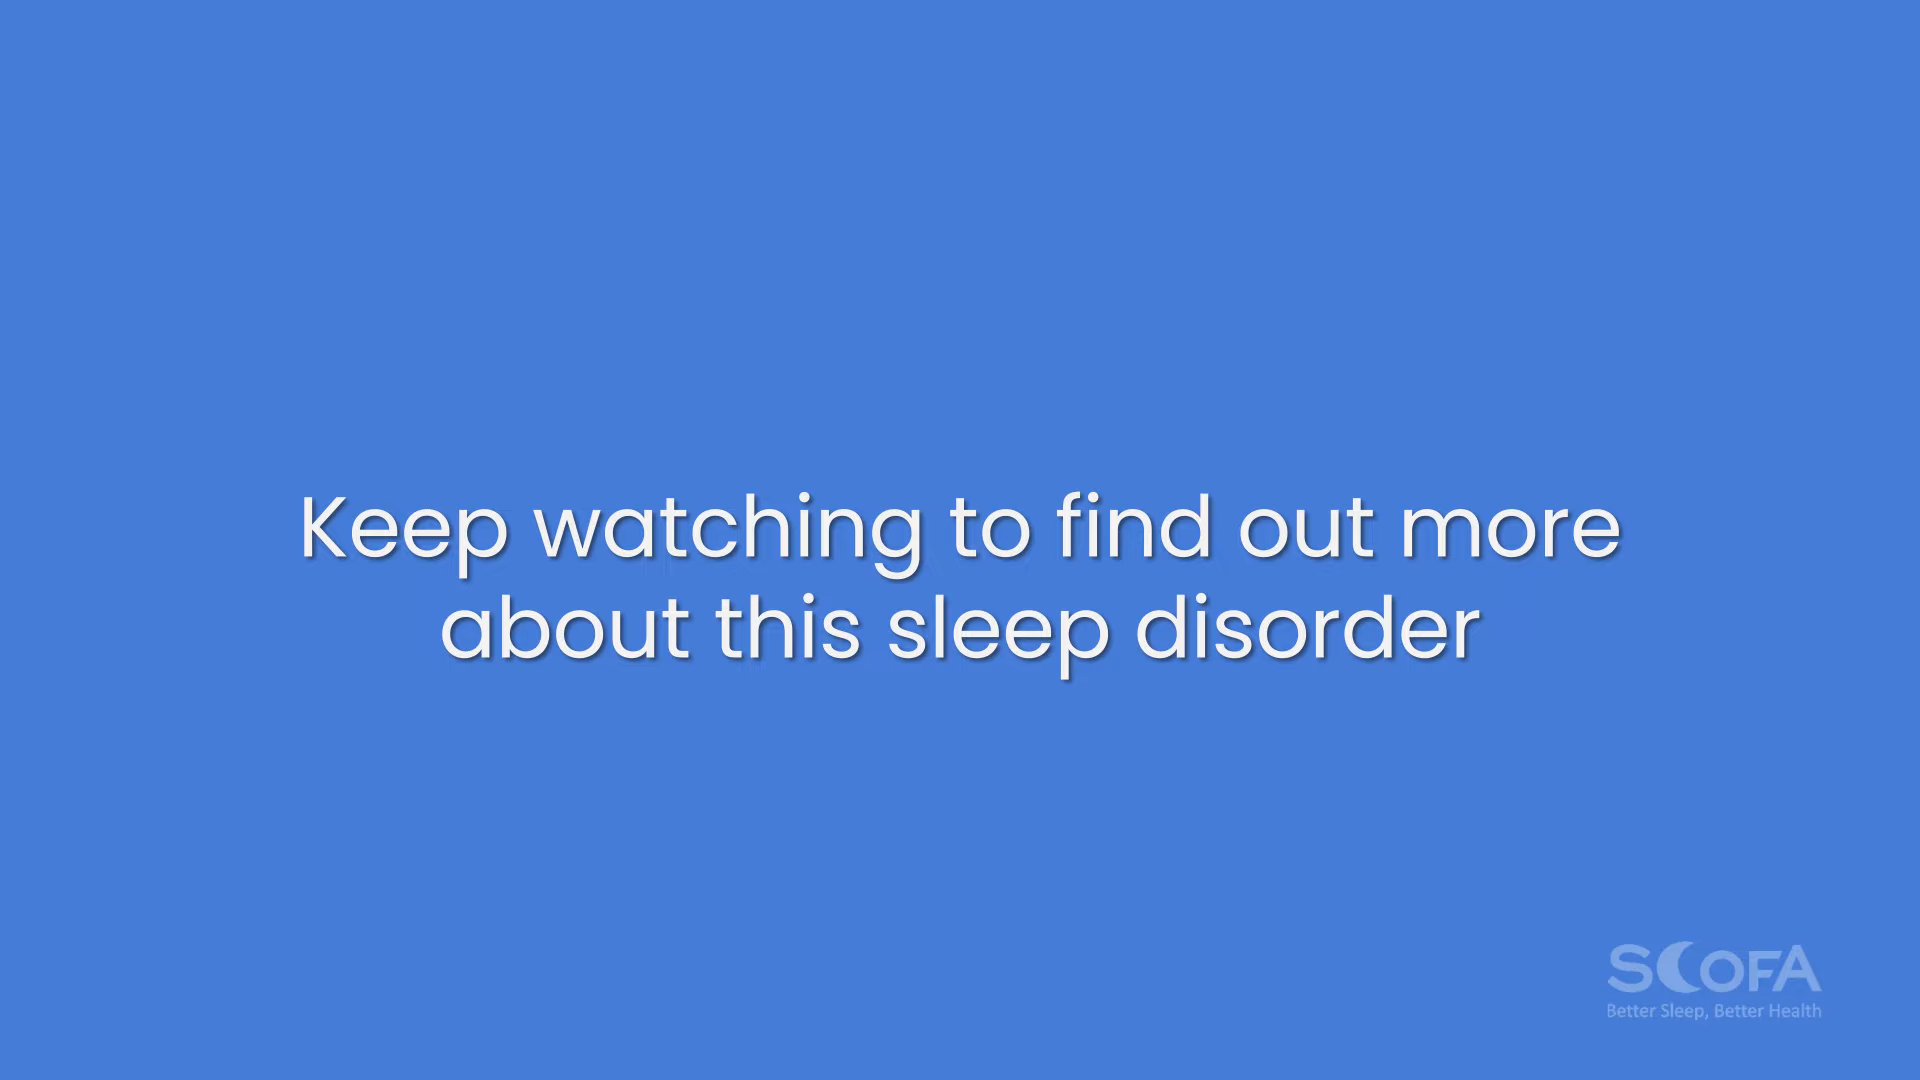 Keep watching to find out more
about this sleep disorder
SCOFA
Better Sleep, Better Health